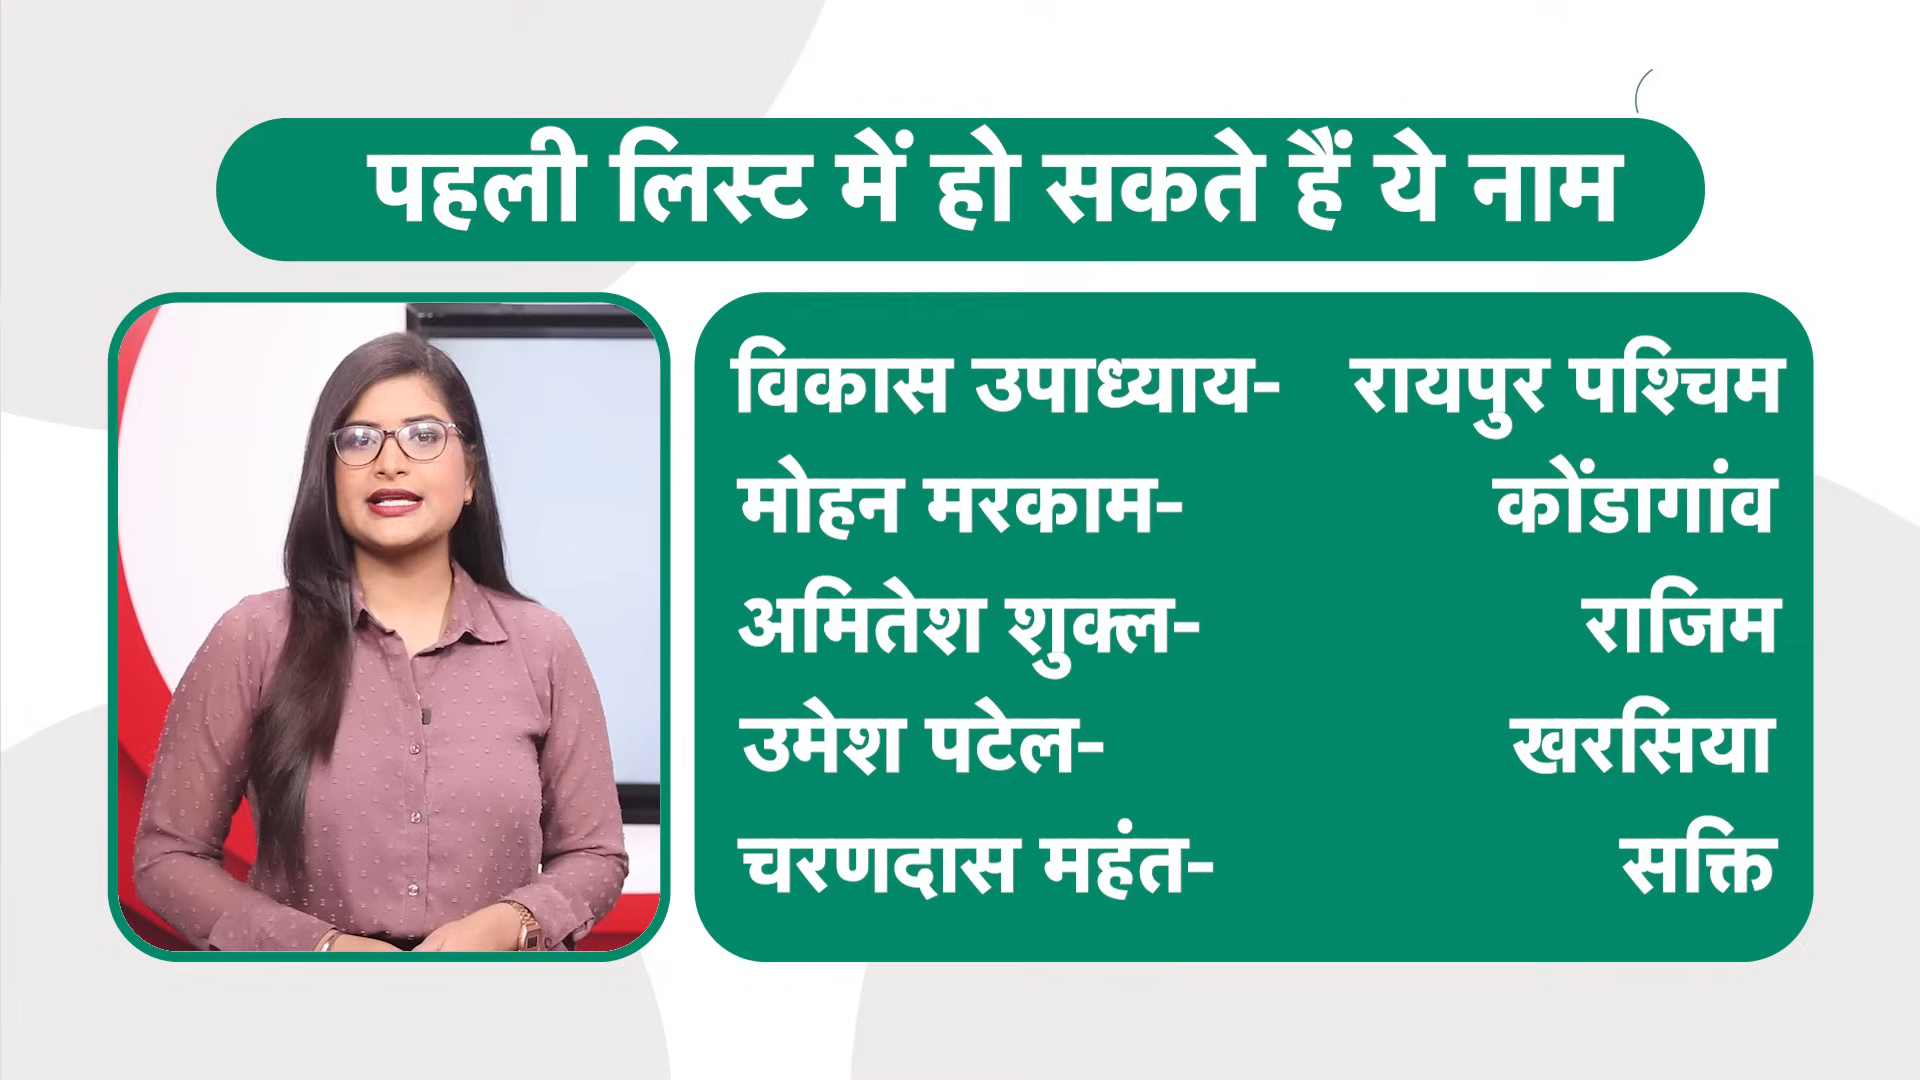 पहली लिस्ट में हो सकते हैं ये नाम
विकास उपाध्याय- रायपुर पश्चिम
मोहन मरकाम- कोंडागांव
अमितेश शुक्ल- राजिम
उमेश पटेल- खरसिया
चरणदास महंत- सक्ति